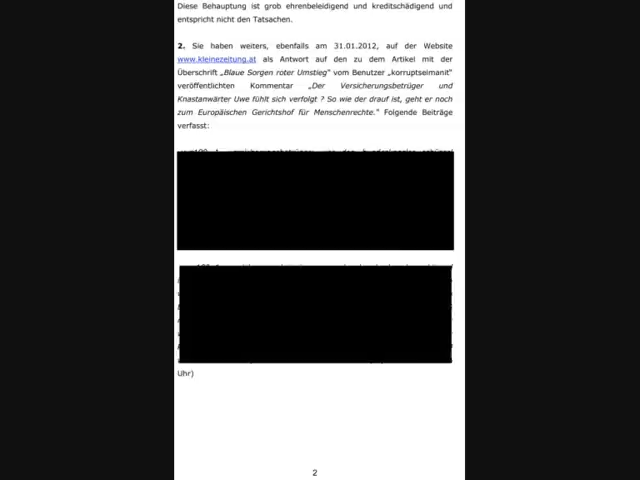 Diese Behauptung ist grob ehrenbeleidigend und kreditschädigend und
entspricht nicht den Tatsachen.
2. Sie haben weiters, ebenfalls am 31.01.2012, auf der Website
www.kleinezeitung.at als Antwort auf den zu dem Artikel mit der
Überschrift „Blaue Sorgen roter Umstieg“ vom Benutzer „korruptseimanit“
veröffentlichten Kommentar „Der Versicherungsbetrüger und
Knastanwärter Uwe fühlt sich verfolgt ? So wie der drauf ist, geht er noch
zum Europäischen Gerichtshof für Menschenrechte.“ Folgende Beiträge
verfasst:
Uhr)
2